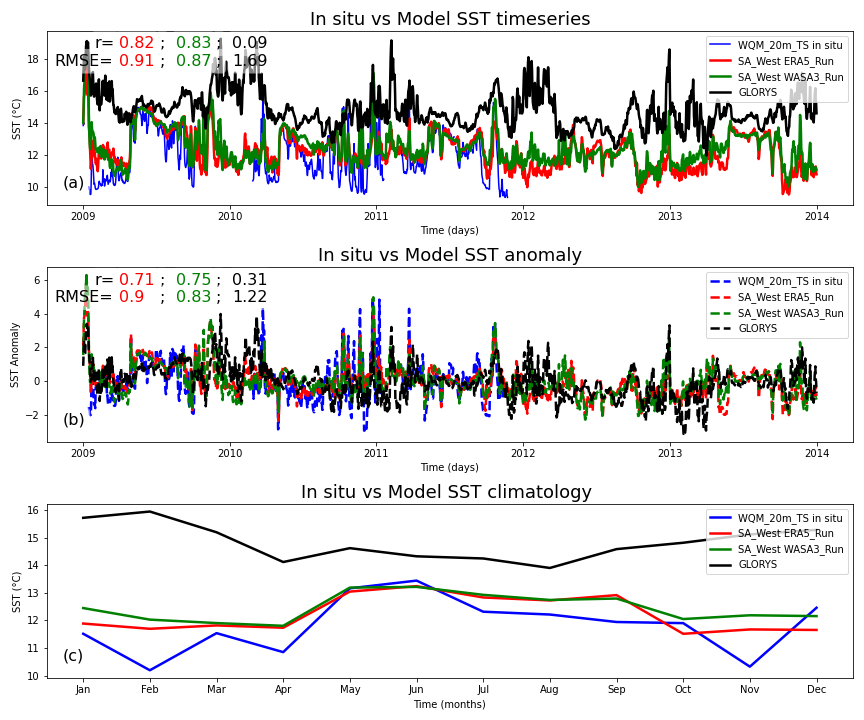 In situ vs Model SST timeseries
r= 0.82 ; 0.83 ; 0.09
RMSE= 0.91 ; 0.87 ; 1.69
WQM_20m_TS in situ
SA_West ERA5_Run
SA_West WASA3_Run
GLORYS
SST (°C)
18
16
14
12
10
(a)
2009 2010 2011 2012 2013 2014
Time (days)
In situ vs Model SST anomaly
r= 0.71 ; 0.75 ; 0.31
RMSE= 0.9 ; 0.83 ; 1.22
WQM_20m_TS in situ
SA_West ERA5_Run
SA_West WASA3_Run
GLORYS
SST Anomaly
6
4
2
0
−2
(b)
2009 2010 2011 2012 2013 2014
Time (days)
In situ vs Model SST climatology
WQM_20m_TS in situ
SA_West ERA5_Run
SA_West WASA3_Run
GLORYS
SST (°C)
16
15
14
13
12
11
10
(c)
Jan Feb Mar Apr May Jun Jul Aug Sep Oct Nov Dec
Time (months)